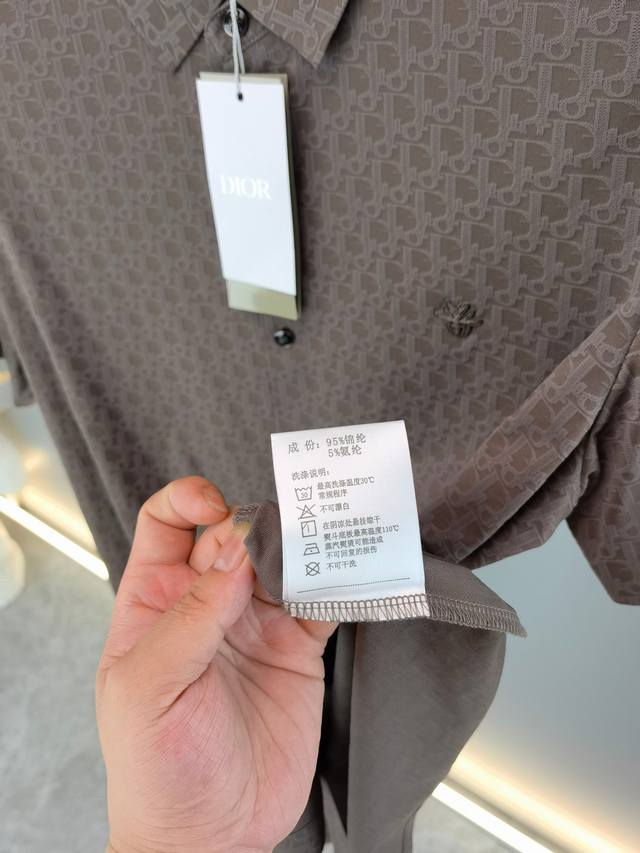 DIOR
成份：95%锦纶
5%氨纶
洗涤说明：
30
最高洗涤温度30℃
常规程序
不可漂白
在阴凉处悬挂晾干
熨斗底板最高温度110℃
蒸汽熨烫可能造成
不可回复的损伤
不可干洗